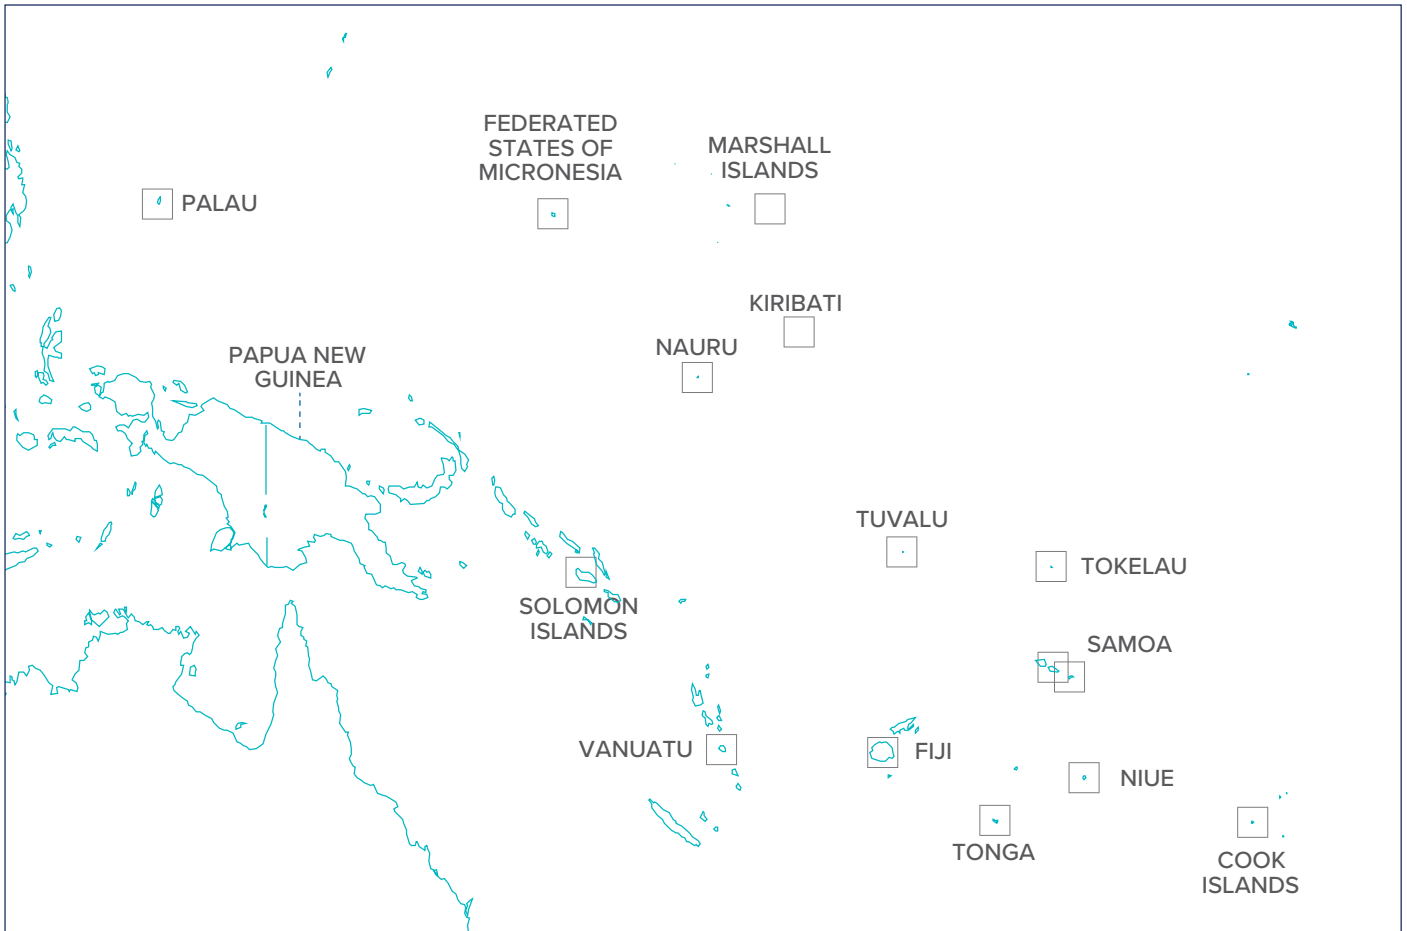 FEDERATED
STATES OF
MICRONESIA
MARSHALL
ISLANDS
PALAU
KIRIBATI
NAURU
PAPUA NEW
GUINEA
TUVALU
TOKELAU
SOLOMON
ISLANDS
SAMOA
VANUATU
FIJI
NIUE
TONGA
COOK
ISLANDS